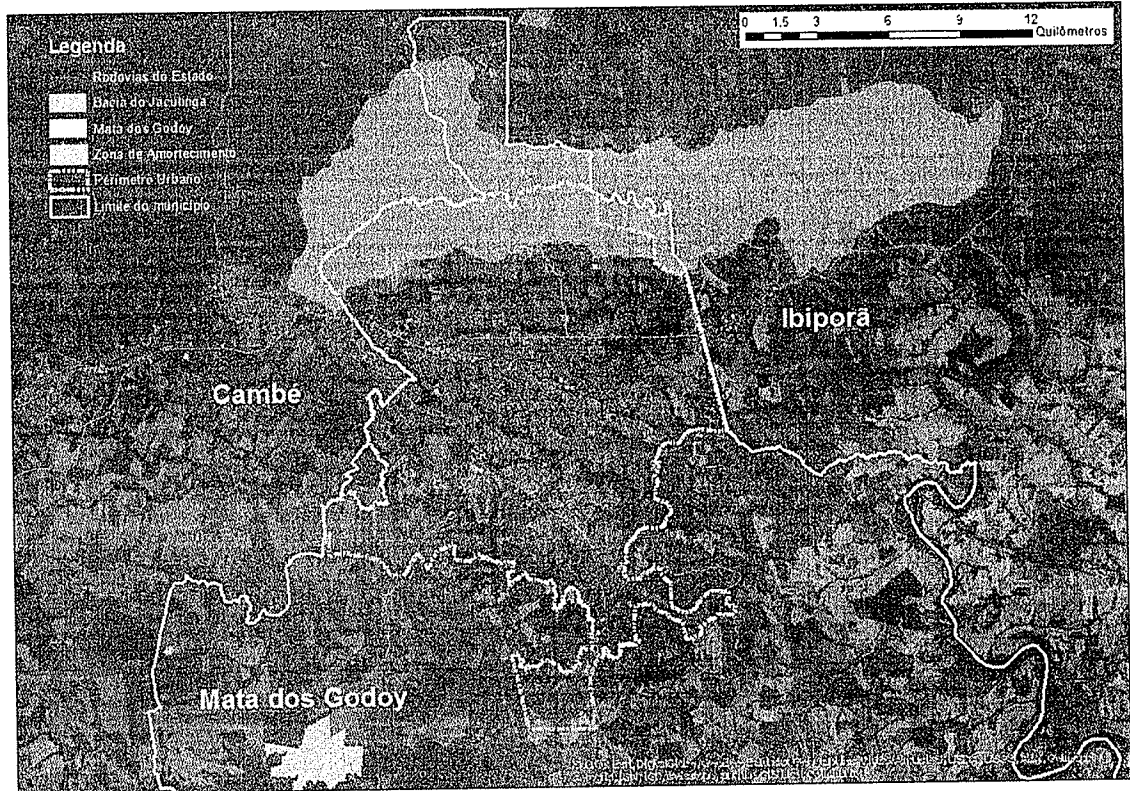 Legenda
Rodovias do Estado
Bacia do Jacutinga
Mata dos Godoy
Zona de Amortecimento
Perímetro Urbano
Limite do município
0 1.5 3 6 9 12
Quilômetros
Ibiporã
Cambé
Mata dos Godoy